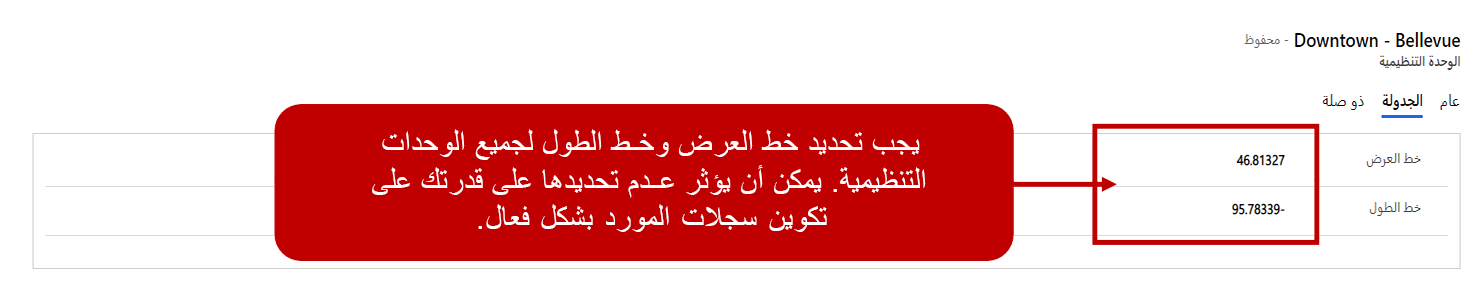 Downtown - Bellevue - محفوظ
الوحدة التنظيمية
عام الجدولة ذو صلة
خط العرض 46.81327
خط الطول 95.78339-
يجب تحديد خط العرض وخط الطول لجميع الوحدات
التنظيمية. يمكن أن يؤثر عدم تحديدها على قدرتك على
تكوين سجلات المورد بشكل فعال.